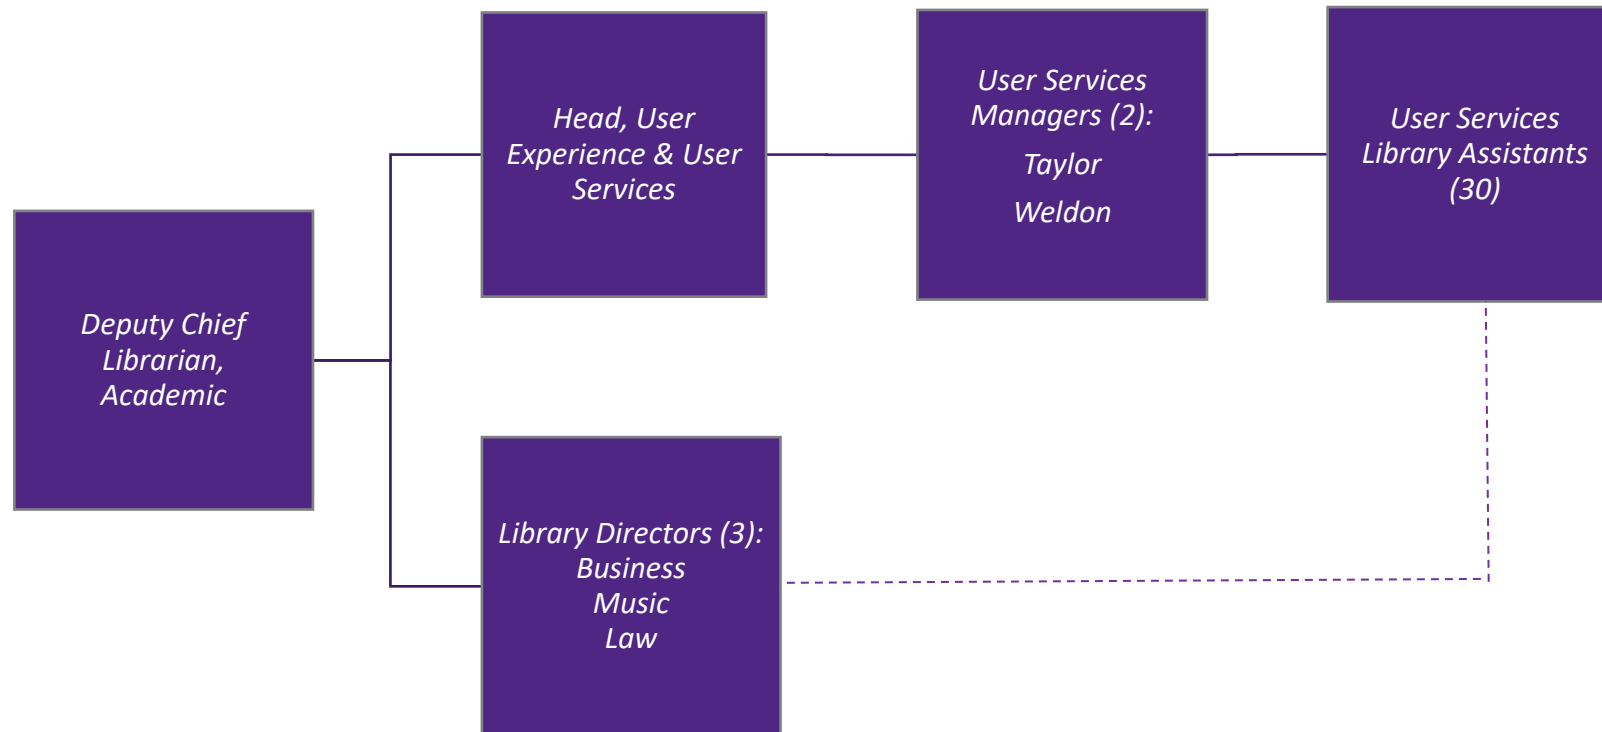 Deputy Chief
Librarian,
Academic
Head, User
Experience & User
Services
User Services
Managers (2):
Taylor
Weldon
User Services
Library Assistants
(30)
Library Directors (3):
Business
Music
Law